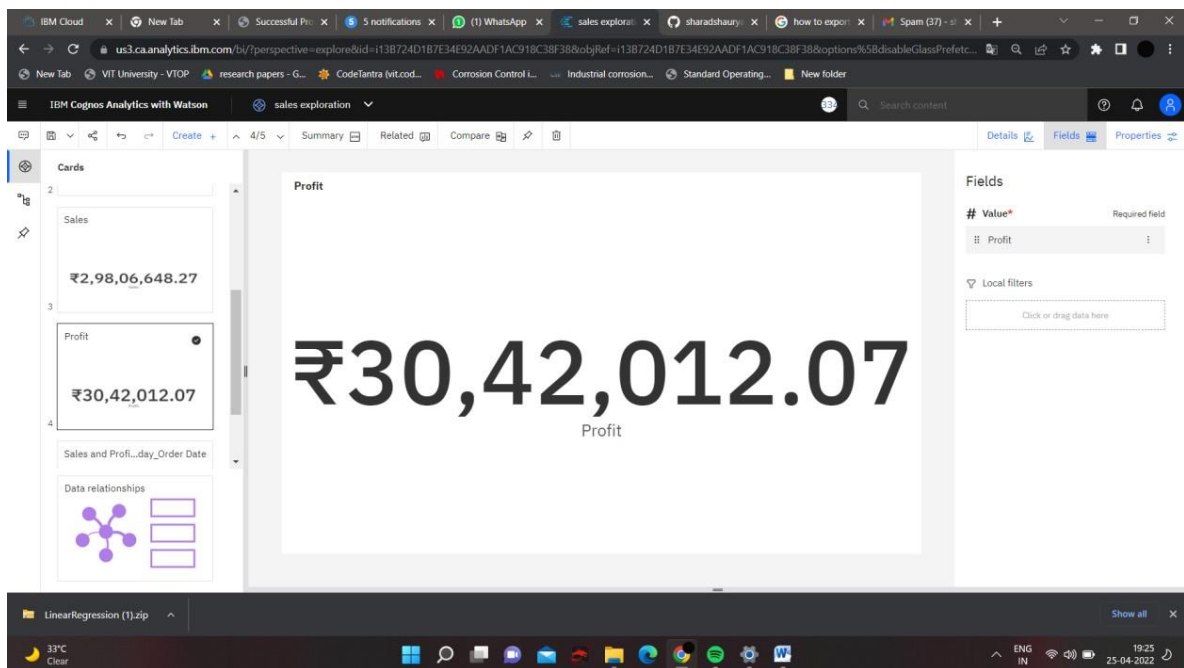 IBM Cloud
New Tab
Successful Pro
5 notifications
(1) WhatsApp
sales explorati
sharadshaurya
how to export
Spam (37) - sh
us3.ca.analytics.ibm.com/bi/?perspective=explore&id=i13B724D1B7E34E92AADF1AC918C38F38&objRef=i13B724D1B7E34E92AADF1AC918C38F38&options%5BdisableGlassPrefetc...
New Tab
VIT University - VTOP
research papers - G...
CodeTantra (vit.cod...
Corrosion Control i...
Industrial corrosion...
Standard Operating...
New folder
IBM Cognos Analytics with Watson
sales exploration
334
Search content
Create +
4/5
Summary
Related
Compare
Details
Fields
Properties
Cards
2
Sales
₹2,98,06,648.27
3
Profit
₹30,42,012.07
4
Sales and Profi...day_Order Date
Data relationships
Profit
₹30,42,012.07
Profit
Fields
# Value*
Required field
Profit
Local filters
Click or drag data here
LinearRegression (1).zip
Show all
33°C
Clear
ENG
IN
19:25
25-04-2022